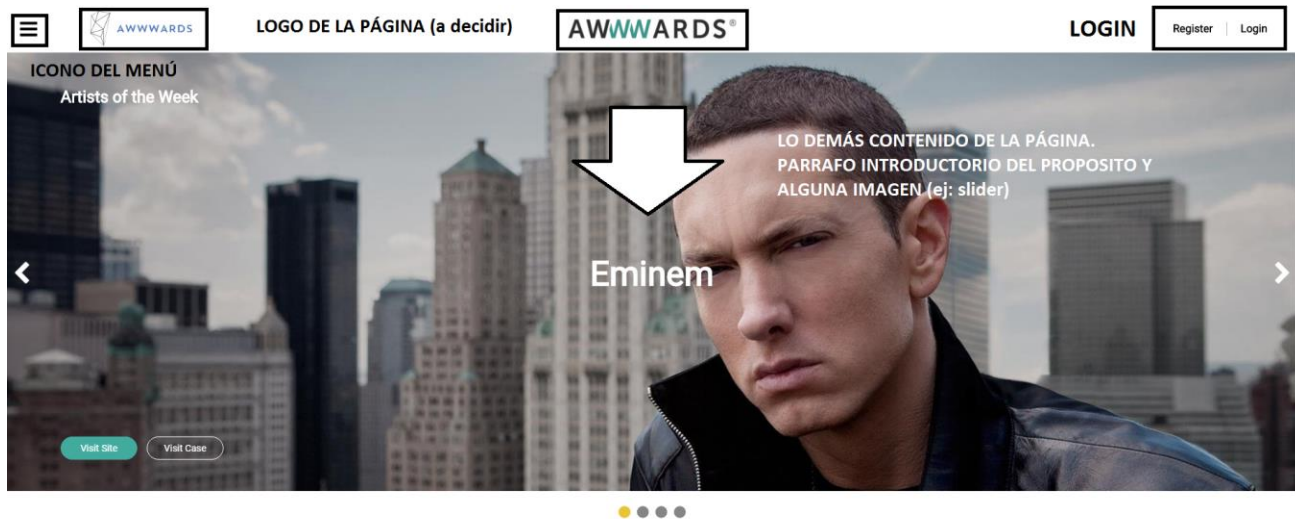 AWWWARDS
LOGO DE LA PÁGINA (a decidir)
AWWWARDS®
LOGIN
Register
Login
ICONO DEL MENÚ
Artists of the Week
LO DEMÁS CONTENIDO DE LA PÁGINA.
PARRAFO INTRODUCTORIO DEL PROPOSITO Y
ALGUNA IMAGEN (ej: slider)
Eminem
Visit Site
Visit Case